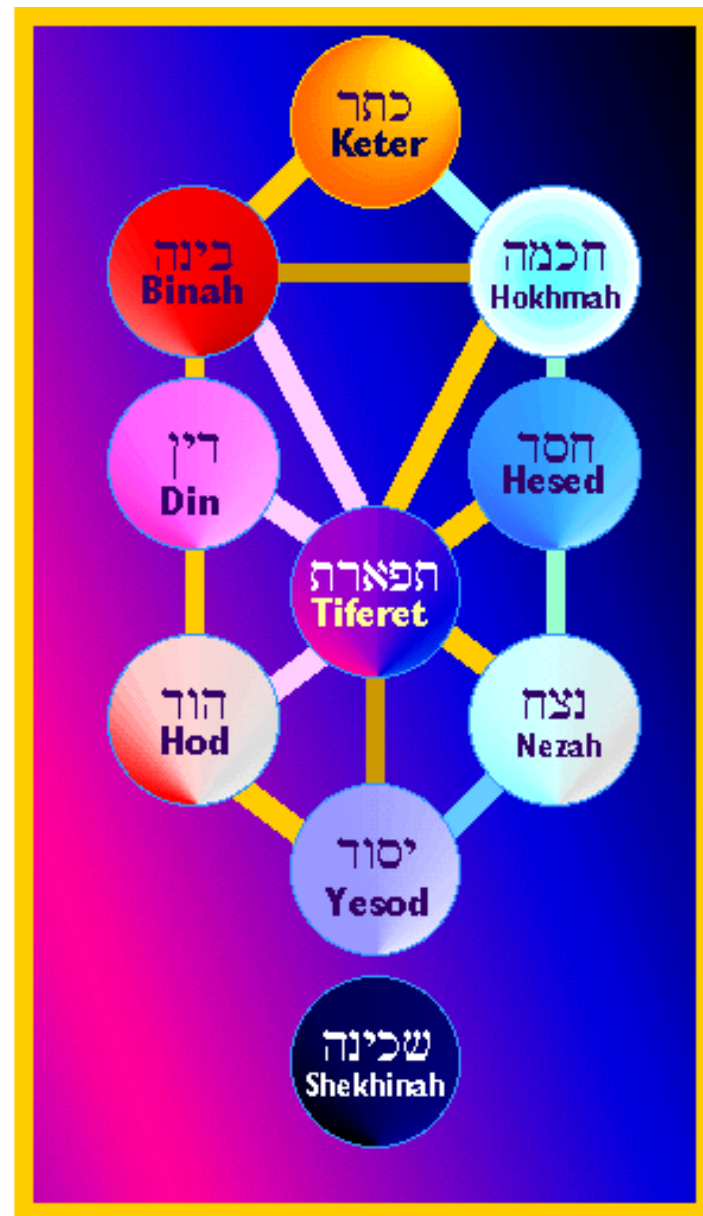 כתר
Keter
בינה
Binah
חכמה
Hokhmah
דין
Din
חסד
Hesed
תפארת
Tiferet
הוד
Hod
נצח
Nezah
יסוד
Yesod
שכינה
Shekhinah